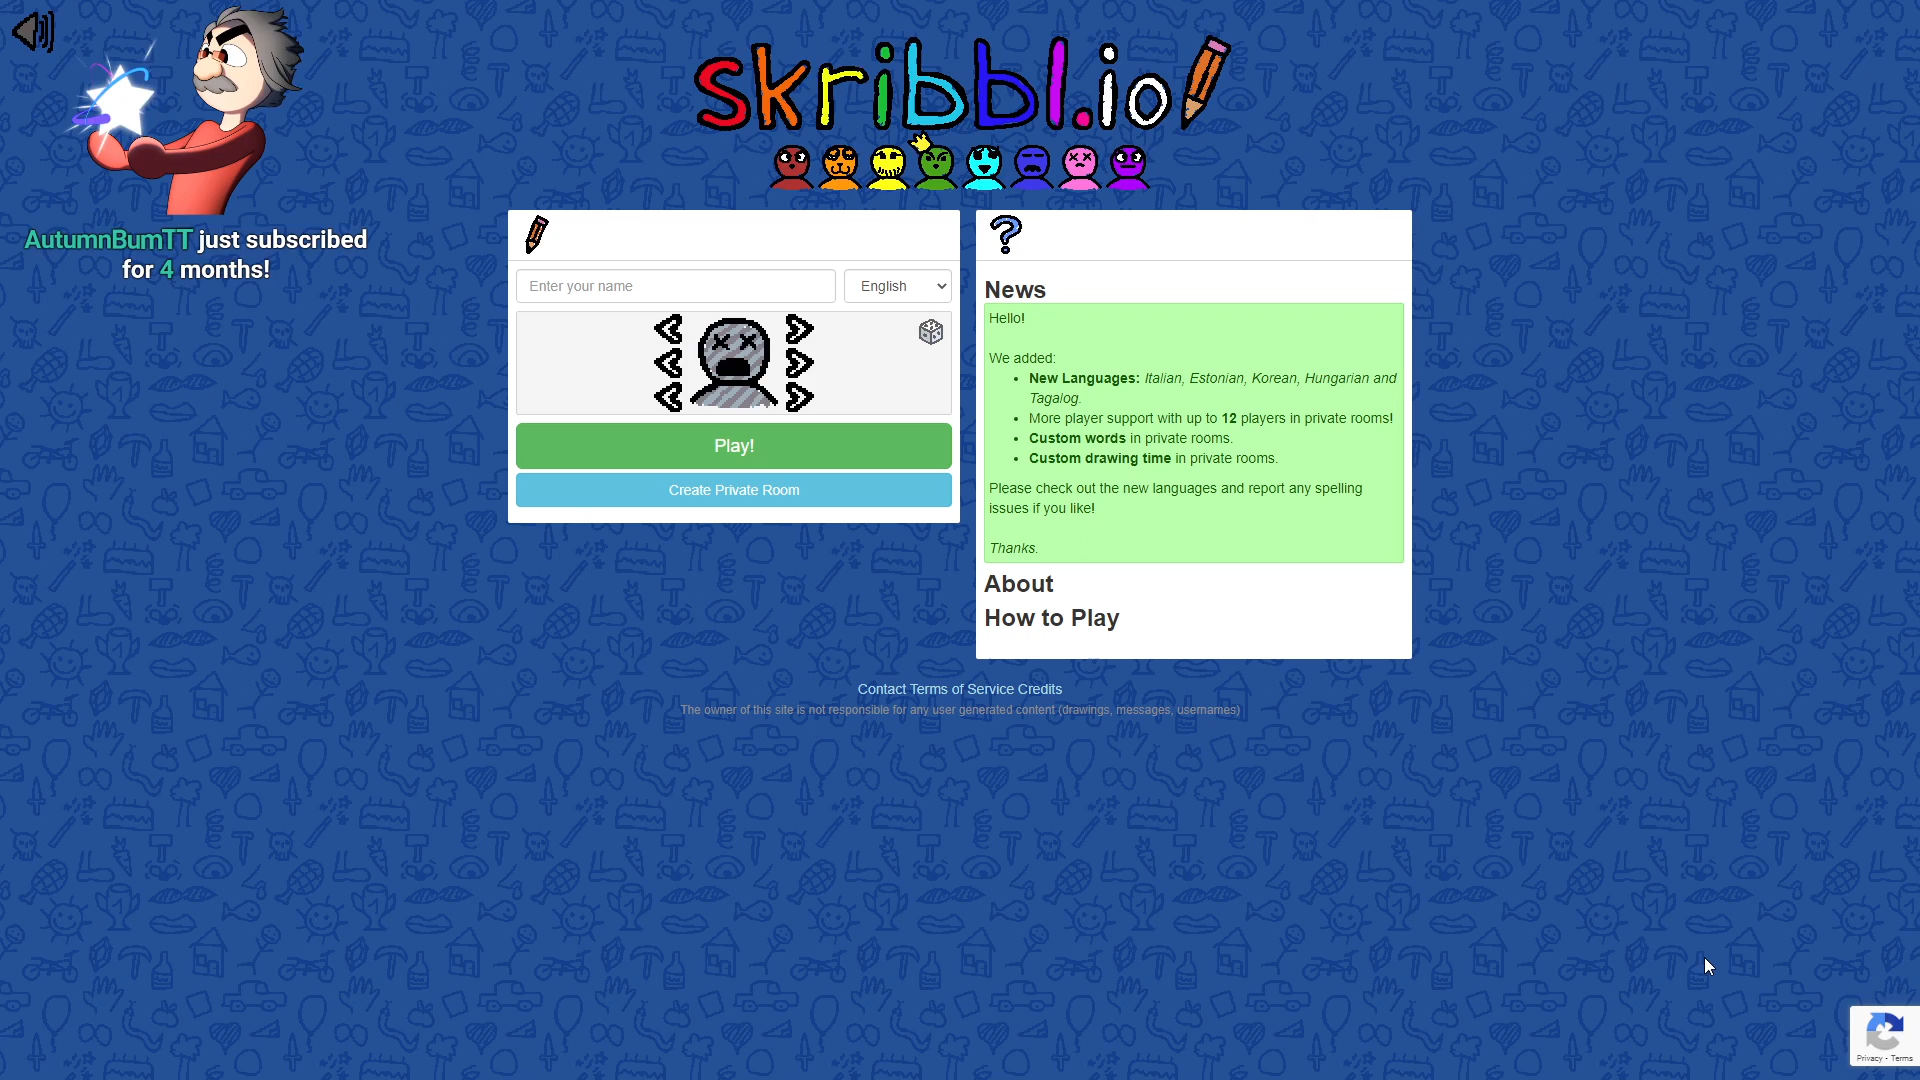 skribbl.io
AutumnBumTT just subscribed
for 4 months!
Enter your name
English
Play!
Create Private Room
News
Hello!
We added:
• New Languages: Italian, Estonian, Korean, Hungarian and
Tagalog.
• More player support with up to 12 players in private rooms!
• Custom words in private rooms.
• Custom drawing time in private rooms.
Please check out the new languages and report any spelling
issues if you like!
Thanks.
About
How to Play
Contact Terms of Service Credits
The owner of this site is not responsible for any user generated content (drawings, messages, usernames)
Privacy - Terms